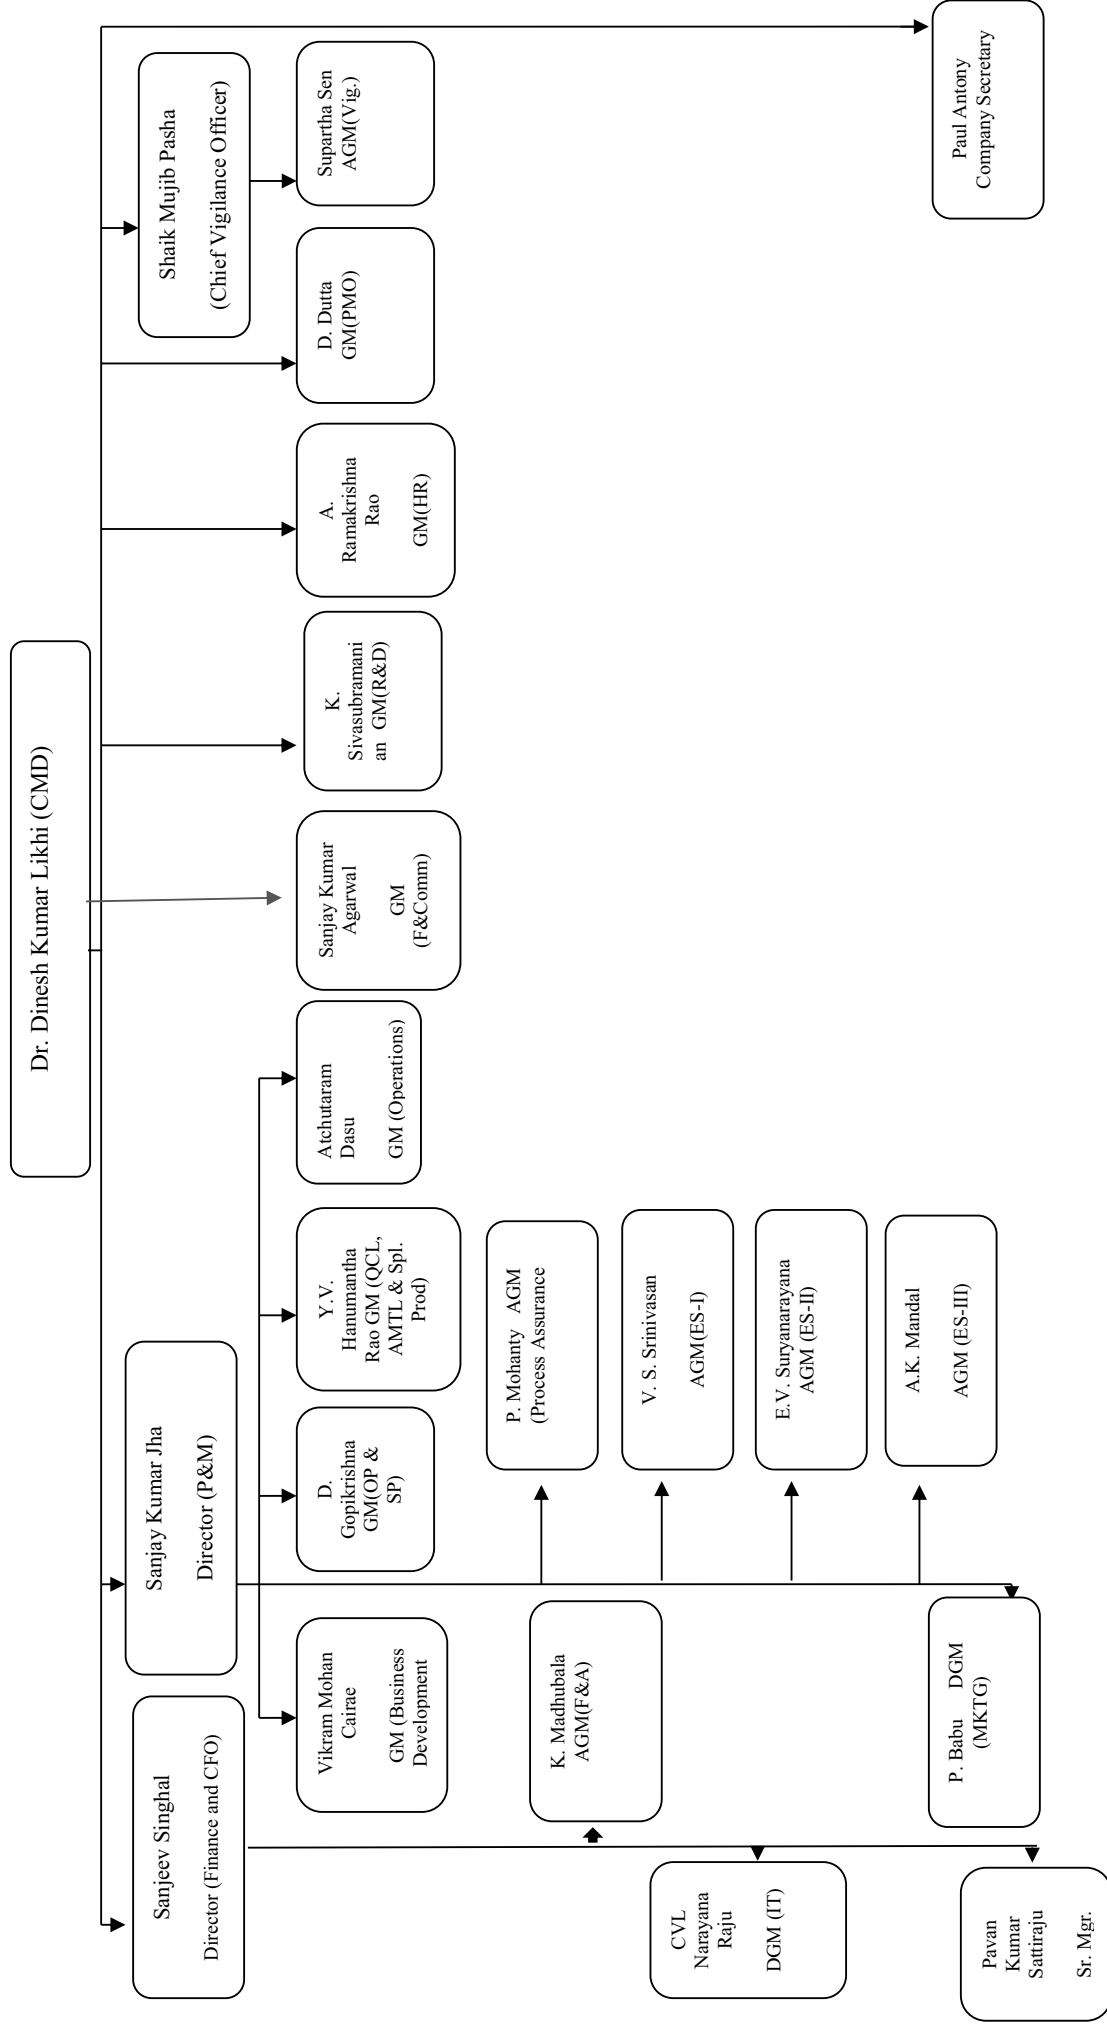 Dr. Dinesh Kumar Likhi (CMD)
Sanjeev Singhal
Director (Finance and CFO)
Sanjay Kumar Jha
Director (P&M)
Shaik Mujib Pasha
(Chief Vigilance Officer)
Vikram Mohan
Cairae
GM (Business
Development
D.
Gopikrishna
GM(OP &
SP)
Y.V.
Hanumantha
Rao GM (QCL,
AMTL & Spl.
Prod)
Atchutaram
Dasu
GM (Operations)
Sanjay Kumar
Agarwal
GM
(F&Comm)
K.
Sivasubramani
an GM(R&D)
A.
Ramakrishna
Rao
GM(HR)
D. Dutta
GM(PMO)
Supartha Sen
AGM(Vig.)
P. Mohanty AGM
(Process Assurance
K. Madhubala
AGM(F&A)
V. S. Srinivasan
AGM(ES-I)
CVL
Narayana
Raju
DGM (IT)
E.V. Suryanarayana
AGM (ES-II)
A.K. Mandal
AGM (ES-III)
P. Babu DGM
(MKTG)
Paul Antony
Company Secretary
Pavan
Kumar
Sattiraju
Sr. Mgr.